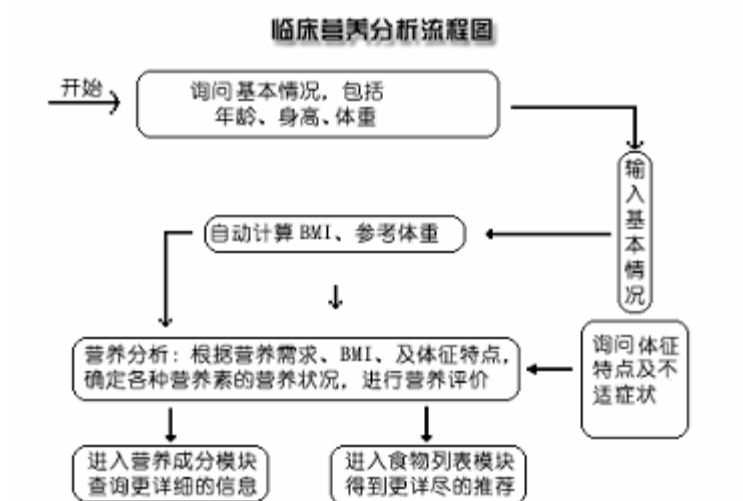 临床营养分析流程图
开始
询问基本情况，包括
年龄、身高、体重
输入基本情况
自动计算 BMI、参考体重
询问体征
特点及不
适症状
营养分析：根据营养需求、BMI、及体征特点，
确定各种营养素的营养状况，进行营养评价
进入营养成分模块
查询更详细的信息
进入食物列表模块
得到更详尽的推荐